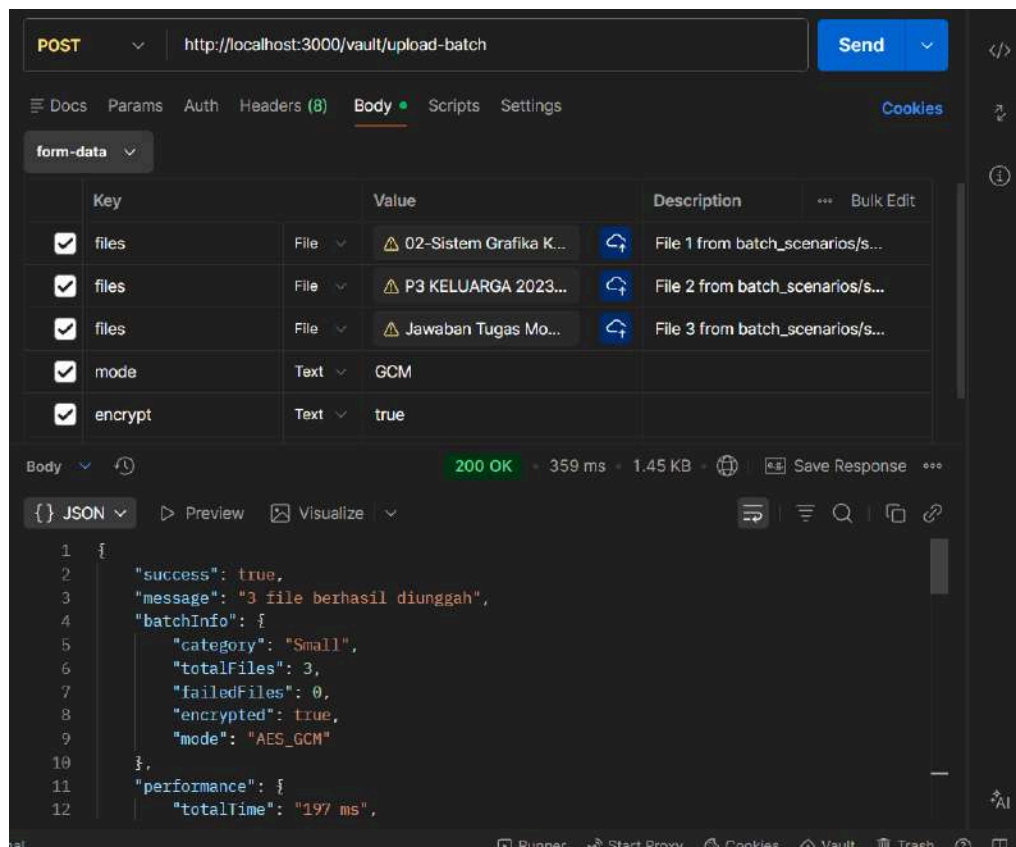 POST http://localhost:3000/vault/upload-batch Send
Docs Params Auth Headers (8) Body Scripts Settings Cookies
form-data
Key Value Description Bulk Edit
files File 02-Sistem Grafika K... File 1 from batch_scenarios/s...
files File P3 KELUARGA 2023... File 2 from batch_scenarios/s...
files File Jawaban Tugas Mo... File 3 from batch_scenarios/s...
mode Text GCM
encrypt Text true
Body 200 OK 359 ms 1.45 KB e.g. Save Response
{} JSON Preview Visualize
1 {
2 "success": true,
3 "message": "3 file berhasil diunggah",
4 "batchInfo": {
5 "category": "Small",
6 "totalFiles": 3,
7 "failedFiles": 0,
8 "encrypted": true,
9 "mode": "AES_GCM"
10 },
11 "performance": {
12 "totalTime": "197 ms",
AI
Runner Start Proxy Cookies Vault Trash